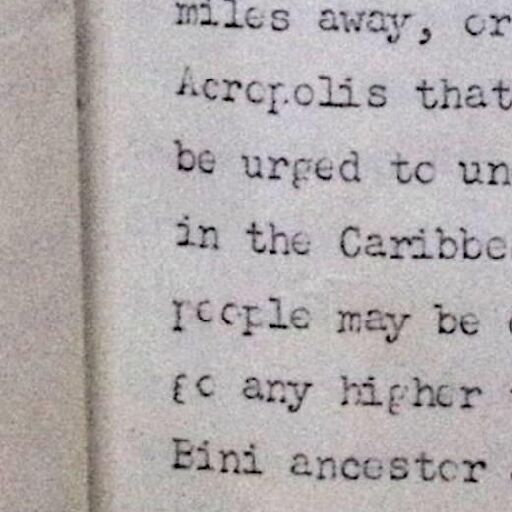 miles away, or
Acropolis that
be urged to un
in the Caribbe
people may be
go any higher
Bini ancestor